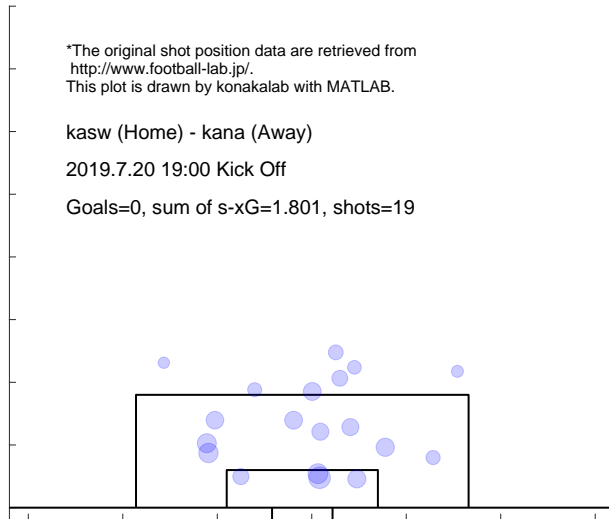 *The original shot position data are retrieved from
http://www.football-lab.jp/.
This plot is drawn by konakalab with MATLAB.
kasw (Home) - kana (Away)
2019.7.20 19:00 Kick Off
Goals=0, sum of s-xG=1.801, shots=19